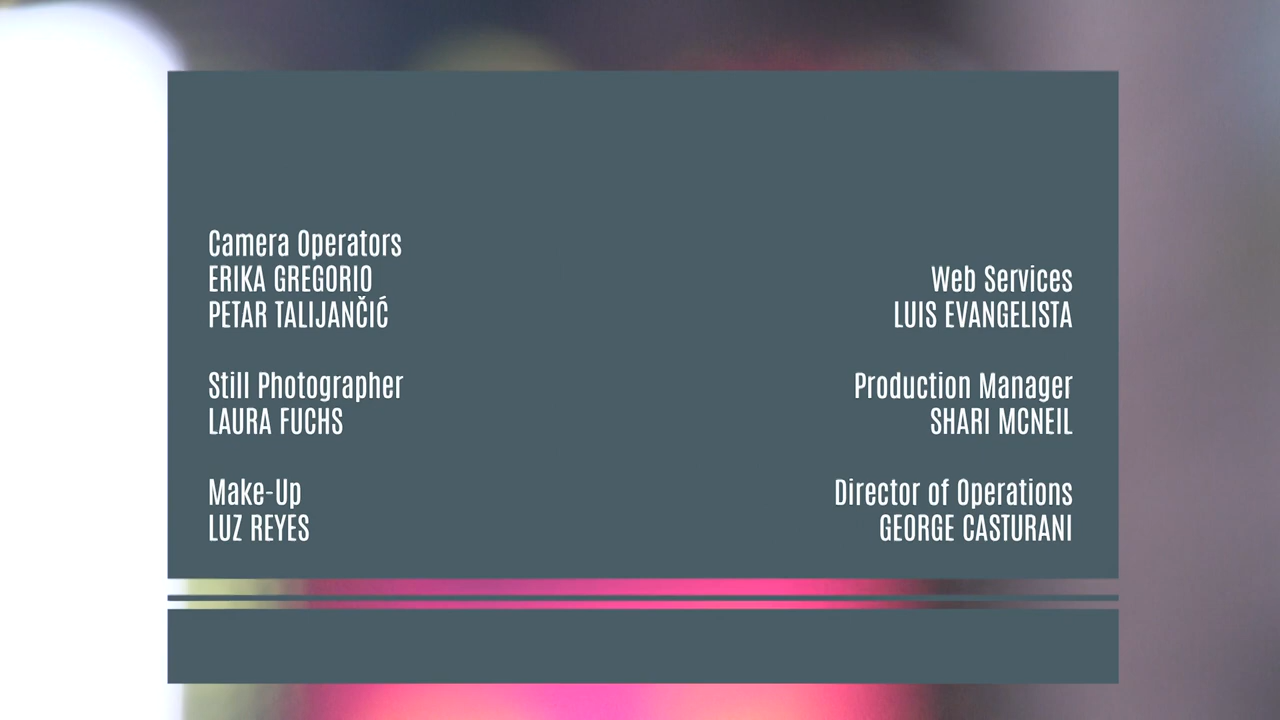 Camera Operators
ERIKA GREGORIO
PETAR TALIJANČIĆ
Still Photographer
LAURA FUCHS
Make-Up
LUZ REYES
Web Services
LUIS EVANGELISTA
Production Manager
SHARI MCNEIL
Director of Operations
GEORGE CASTURANI